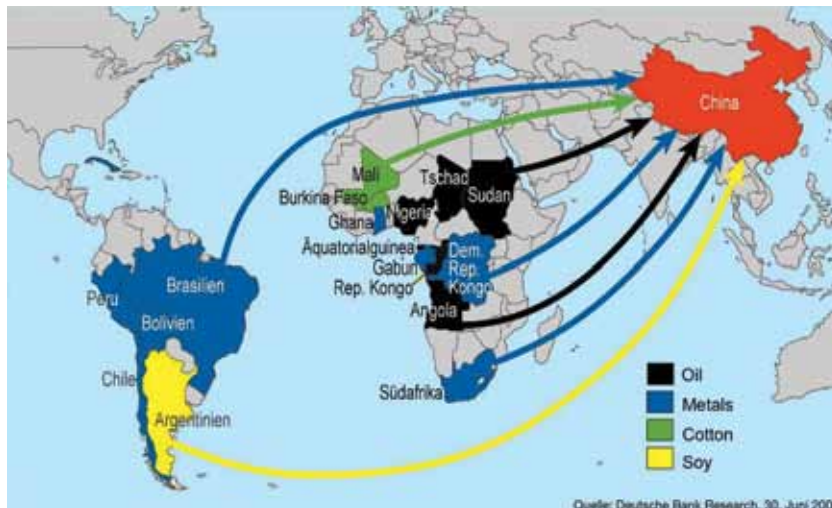 China
Mali
Tschad
Sudan
Burkina Faso
Nigeria
Ghana
Äquatorialguinea
Dem.
Gabun
Rep.
Rep. Kongo
Kongo
Angola
Brasilien
Peru
Bolivien
Chile
Südafrika
Argentinien
Oil
Metals
Cotton
Soy
Quelle: Deutsche Bank Research, 30. Juni